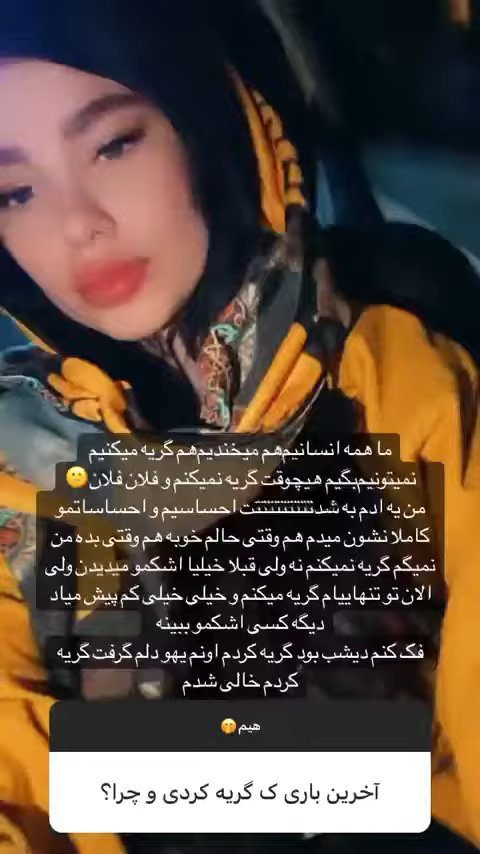 ما همه انسانیم‌هم میخندیم‌هم گریه میکنیم
نمیتونیم‌بگیم هیچوقت گریه نمیکنم و فلان فلان🙂
من یه ادم به شدتتتتتتتتتتت احساسیم و احساساتمو
کاملا نشون میدم هم وقتی حالم خوبه هم وقتی بده من
نمیگم گریه نمیکنم نه ولی قبلا خیلیا اشکمو میدیدن ولی
الان تو تنهاییام گریه میکنم و خیلی خیلی کم پیش میاد
دیگه کسی اشکمو ببینه
فک کنم دیشب بود گریه کردم اونم یهو دلم گرفت گریه
کردم خالی شدم
هیم🤭
آخرین باری ک گریه کردی و چرا؟